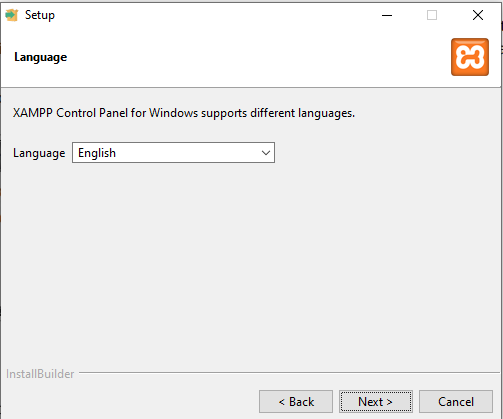 Setup
Language
XAMPP Control Panel for Windows supports different languages.
Language English
InstallBuilder
< Back Next > Cancel